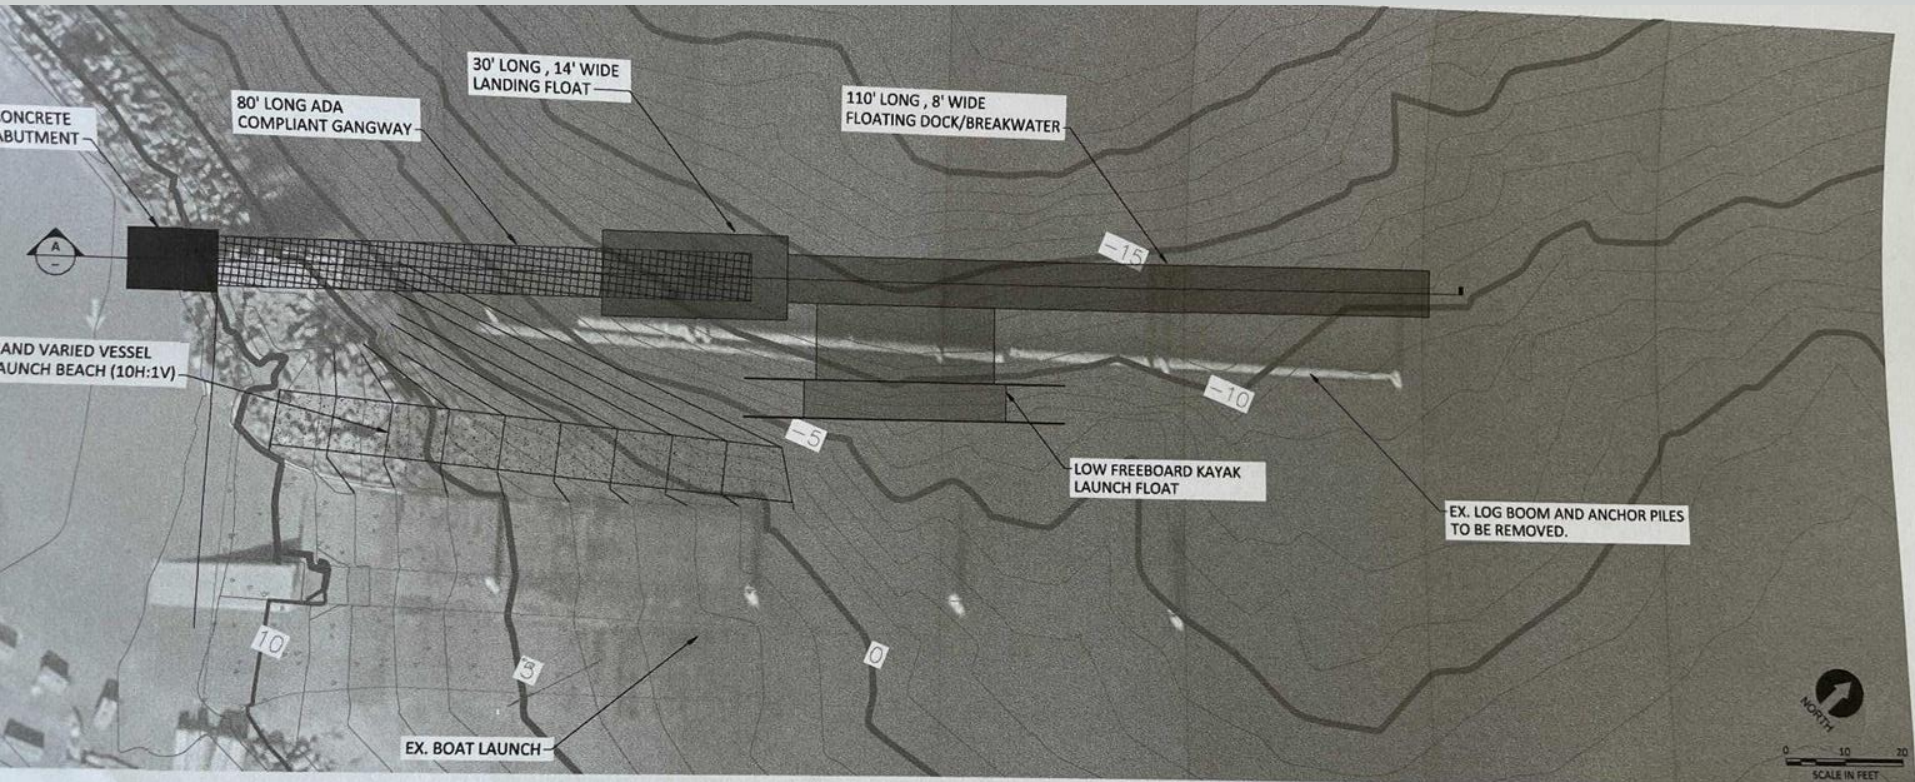 30' LONG , 14' WIDE
LANDING FLOAT
80' LONG ADA
COMPLIANT GANGWAY
110' LONG , 8' WIDE
FLOATING DOCK/BREAKWATER
ONCRETE
ABUTMENT
A
-15
AND VARIED VESSEL
AUNCH BEACH (10H:1V)
-10
-5
LOW FREEBOARD KAYAK
LAUNCH FLOAT
EX. LOG BOOM AND ANCHOR PILES
TO BE REMOVED.
10
0
EX. BOAT LAUNCH
NORTH
0 10 20
SCALE IN FEET